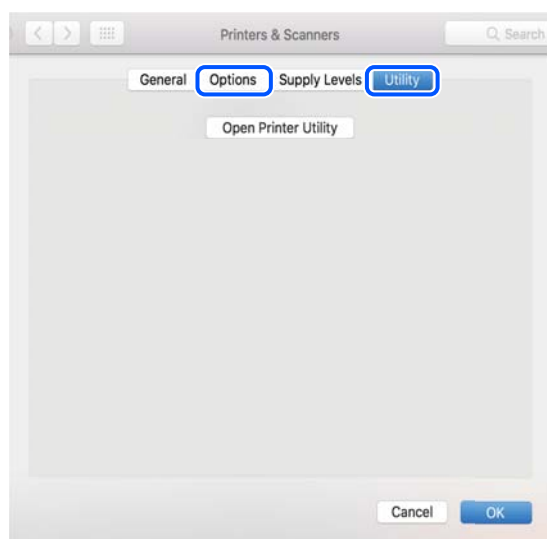 Printers & Scanners Search
General Options Supply Levels Utility
Open Printer Utility
Cancel OK